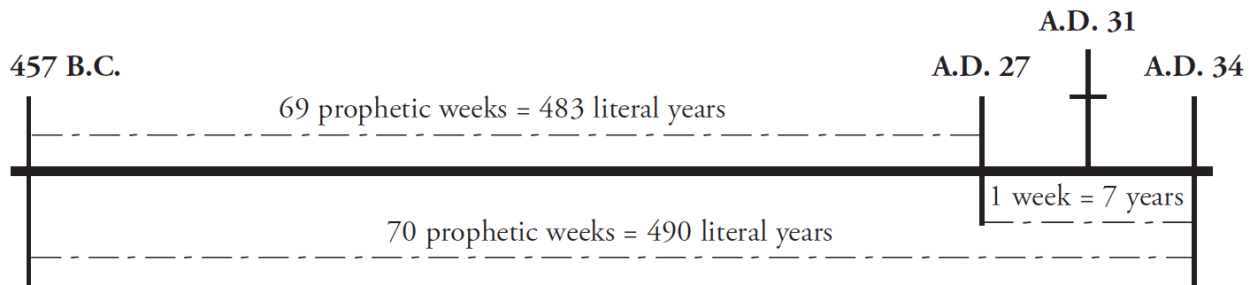 A.D. 31
457 B.C.
A.D. 27
A.D. 34
69 prophetic weeks = 483 literal years
1 week = 7 years
70 prophetic weeks = 490 literal years